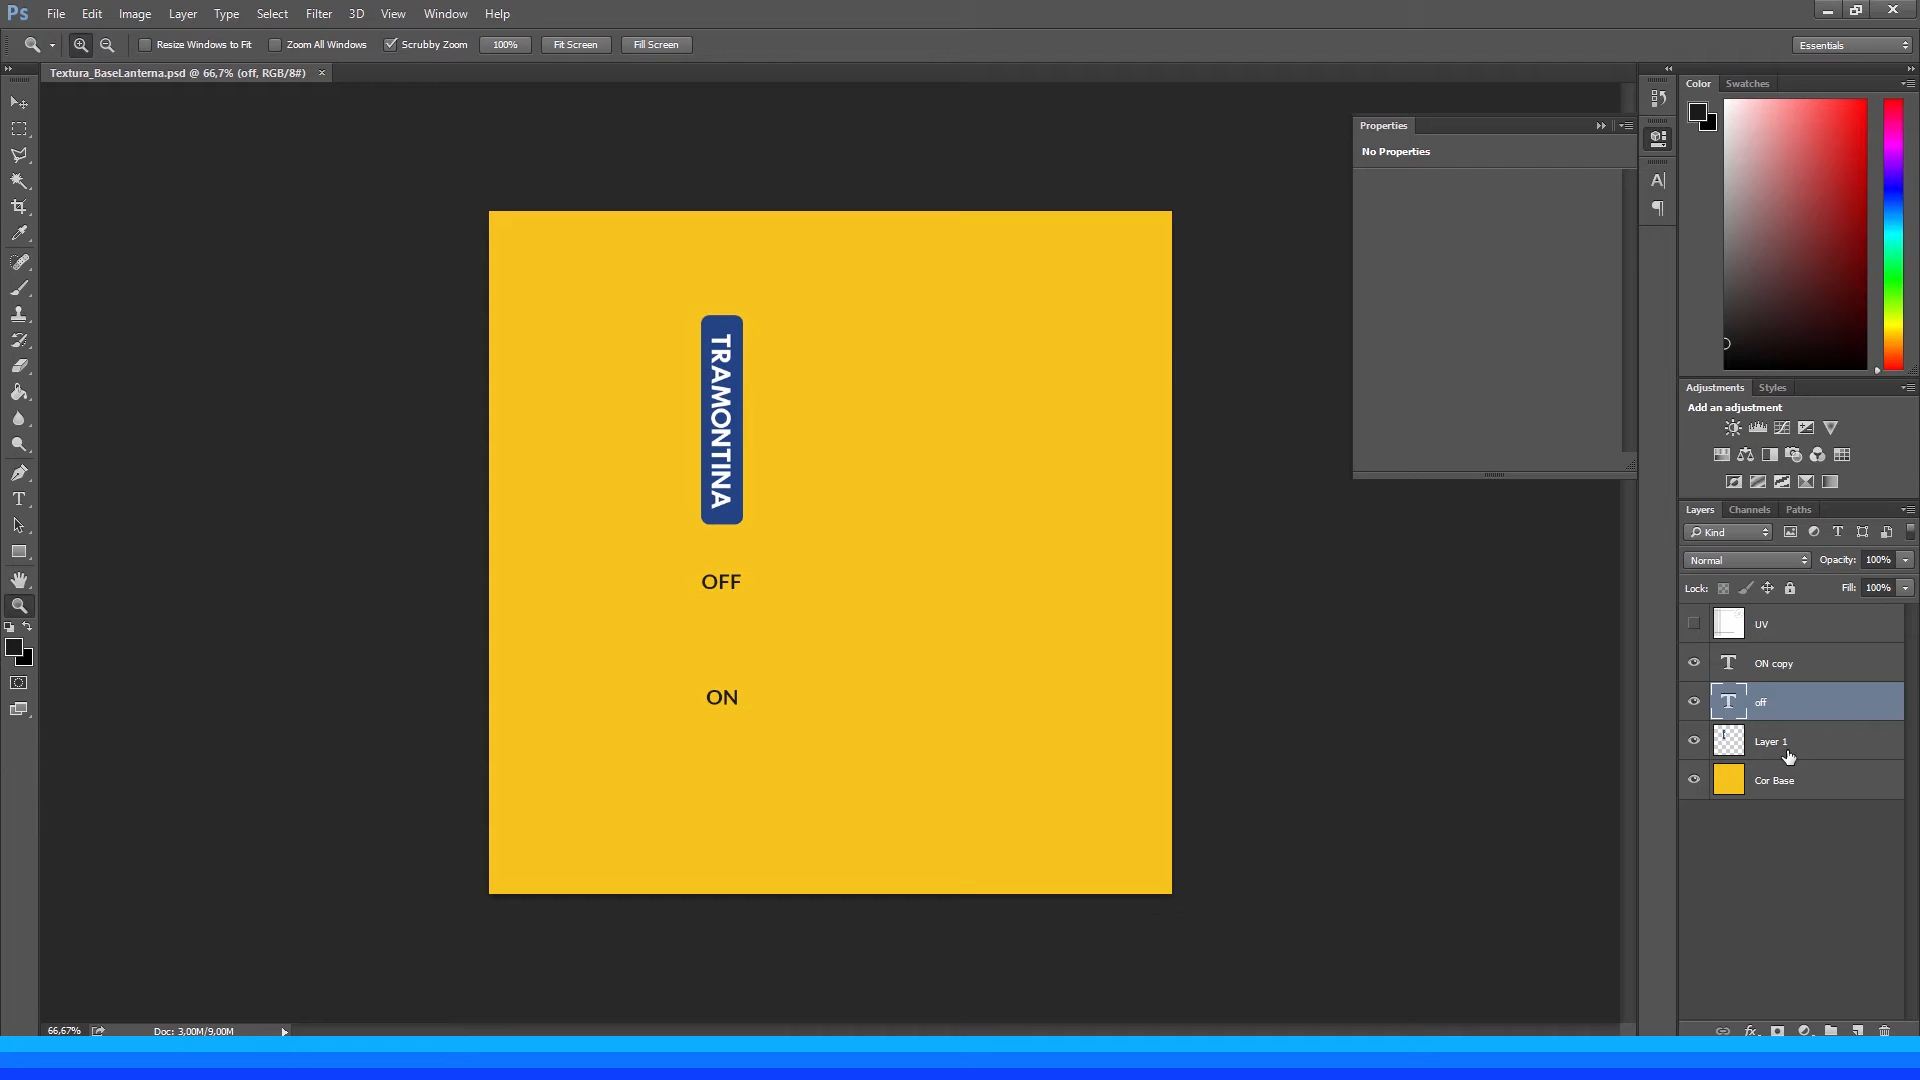 Ps File Edit Image Layer Type Select Filter 3D View Window Help
Resize Windows to Fit Zoom All Windows Scrubby Zoom 100% Fit Screen Fill Screen Essentials
Textura_BaseLanterna.psd @ 66,7% (off, RGB/8#) ×
Color Swatches
Properties
No Properties
TRAMONTINA
OFF
ON
Adjustments Styles
Add an adjustment
Layers Channels Paths
Kind
Normal Opacity: 100%
Lock: Fill: 100%
UV
ON copy
off
Layer 1
Cor Base
66,67% Doc: 3,00M/9,00M